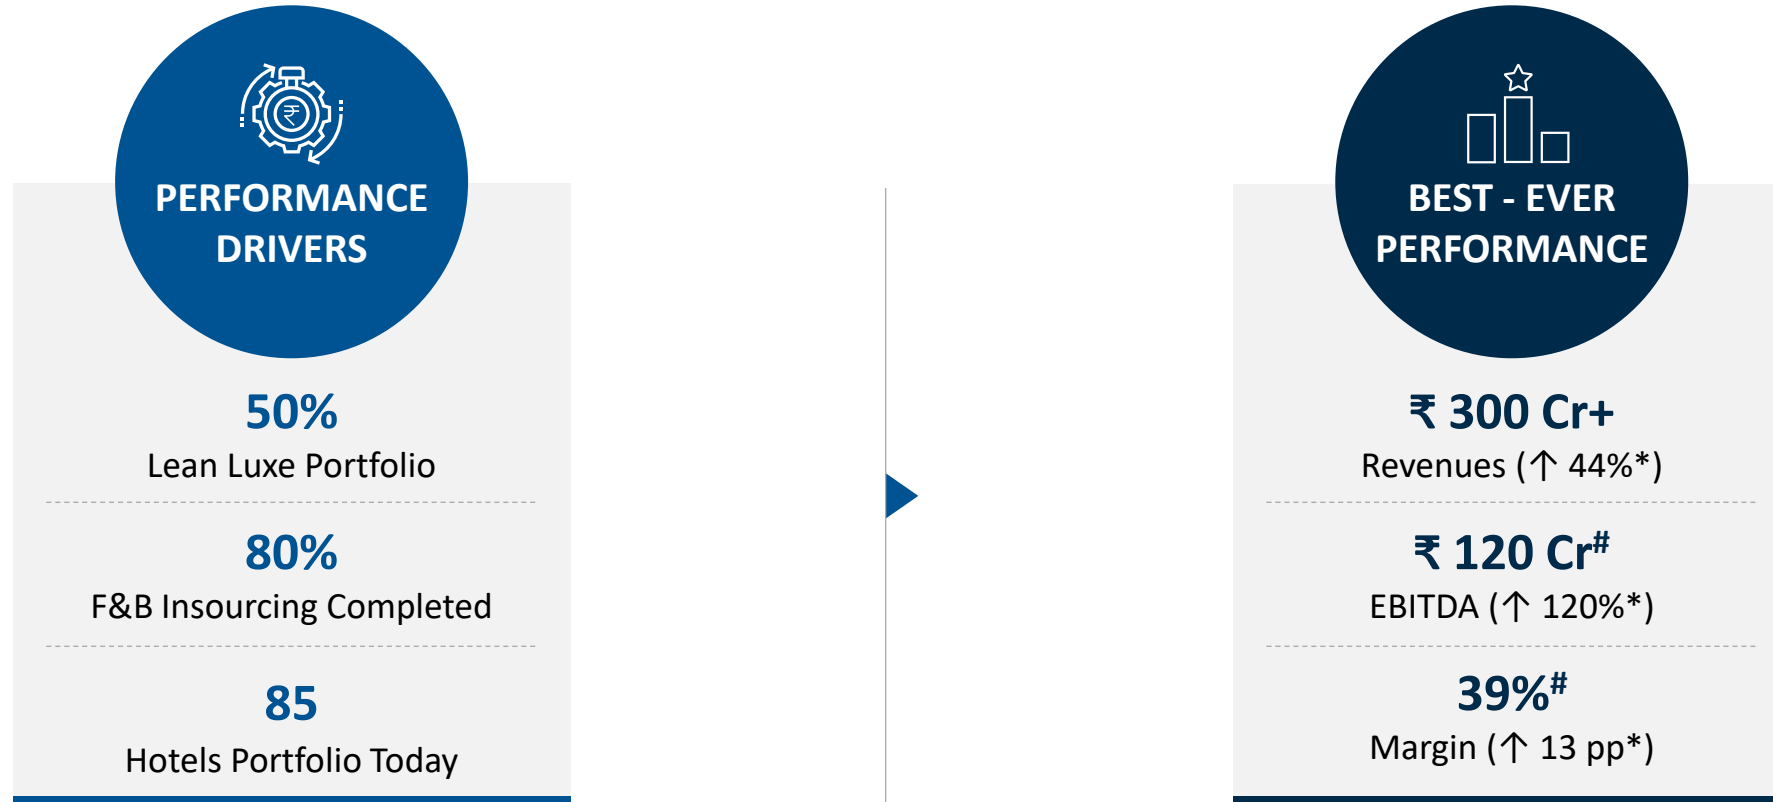 ₹
PERFORMANCE
DRIVERS
50%
Lean Luxe Portfolio
80%
F&B Insourcing Completed
85
Hotels Portfolio Today
BEST - EVER
PERFORMANCE
₹ 300 Cr+
Revenues (↑ 44%*)
₹ 120 Cr#
EBITDA (↑ 120%*)
39%#
Margin (↑ 13 pp*)